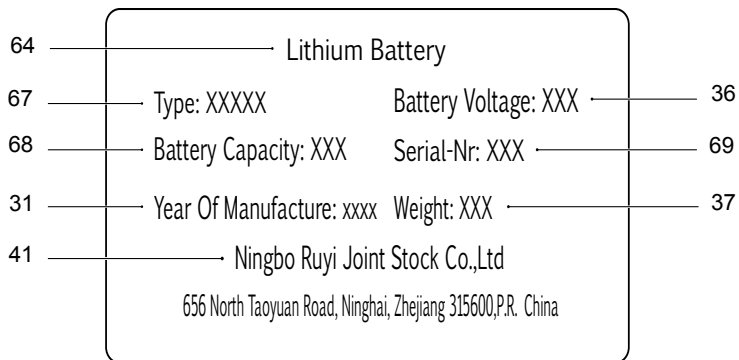 64 Lithium Battery
67 Type: XXXXX Battery Voltage: XXX 36
68 Battery Capacity: XXX Serial-Nr: XXX 69
31 Year Of Manufacture: xxxx Weight: XXX 37
41 Ningbo Ruyi Joint Stock Co.,Ltd
656 North Taoyuan Road, Ninghai, Zhejiang 315600,P.R. China